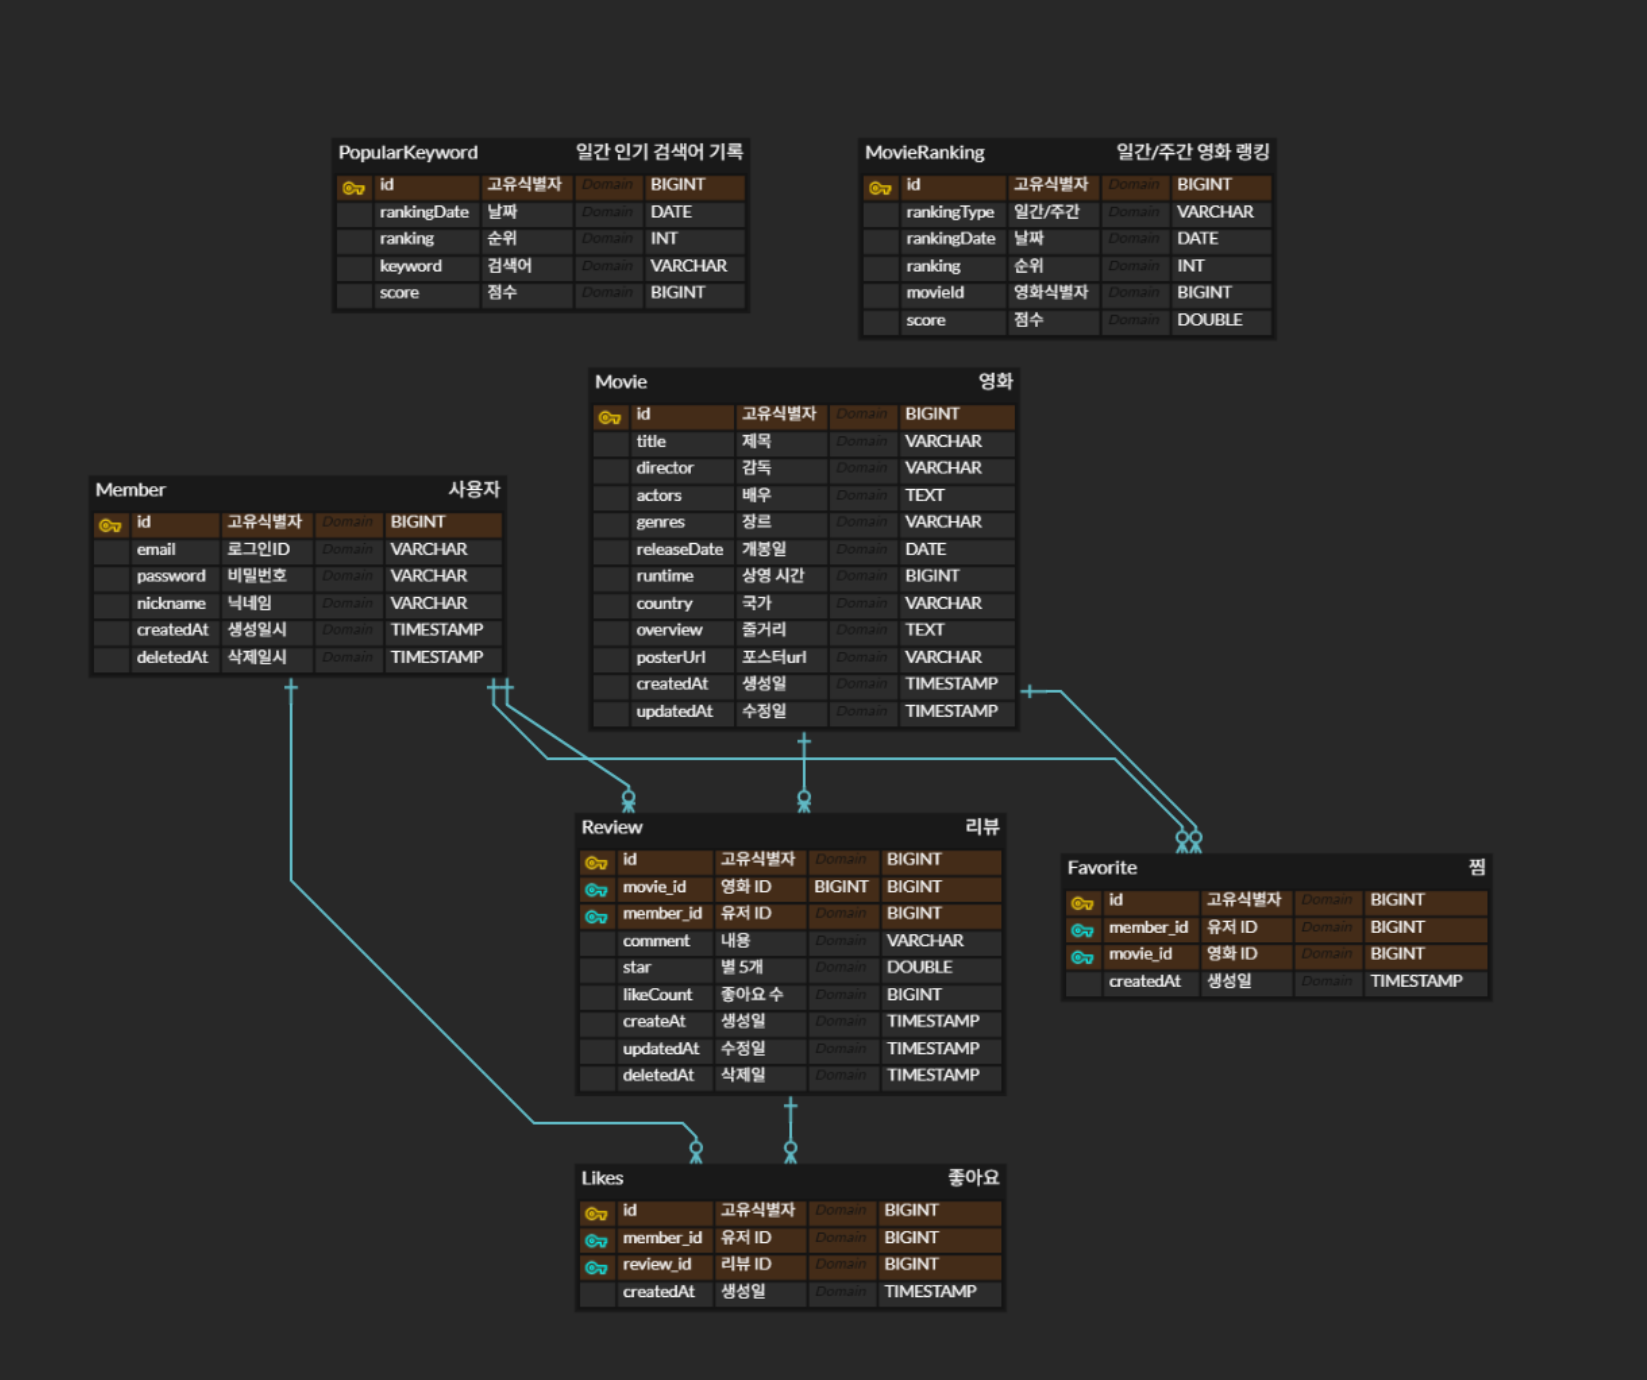 PopularKeyword 일간 인기 검색어 기록
id 고유식별자 Domain BIGINT
rankingDate 날짜 Domain DATE
ranking 순위 Domain INT
keyword 검색어 Domain VARCHAR
score 점수 Domain BIGINT
MovieRanking 일간/주간 영화 랭킹
id 고유식별자 Domain BIGINT
rankingType 일간/주간 Domain VARCHAR
rankingDate 날짜 Domain DATE
ranking 순위 Domain INT
movieId 영화식별자 Domain BIGINT
score 점수 Domain DOUBLE
Movie 영화
id 고유식별자 Domain BIGINT
title 제목 Domain VARCHAR
director 감독 Domain VARCHAR
actors 배우 Domain TEXT
genres 장르 Domain VARCHAR
releaseDate 개봉일 Domain DATE
runtime 상영 시간 Domain BIGINT
country 국가 Domain VARCHAR
overview 줄거리 Domain TEXT
posterUrl 포스터url Domain VARCHAR
createdAt 생성일 Domain TIMESTAMP
updatedAt 수정일 Domain TIMESTAMP
Member 사용자
id 고유식별자 Domain BIGINT
email 로그인ID Domain VARCHAR
password 비밀번호 Domain VARCHAR
nickname 닉네임 Domain VARCHAR
createdAt 생성일시 Domain TIMESTAMP
deletedAt 삭제일시 Domain TIMESTAMP
Review 리뷰
id 고유식별자 Domain BIGINT
movie_id 영화 ID BIGINT BIGINT
member_id 유저 ID Domain BIGINT
comment 내용 Domain VARCHAR
star 별 5개 Domain DOUBLE
likeCount 좋아요 수 Domain BIGINT
createAt 생성일 Domain TIMESTAMP
updatedAt 수정일 Domain TIMESTAMP
deletedAt 삭제일 Domain TIMESTAMP
Favorite 찜
id 고유식별자 Domain BIGINT
member_id 유저 ID Domain BIGINT
movie_id 영화 ID Domain BIGINT
createdAt 생성일 Domain TIMESTAMP
Likes 좋아요
id 고유식별자 Domain BIGINT
member_id 유저 ID Domain BIGINT
review_id 리뷰 ID Domain BIGINT
createdAt 생성일 Domain TIMESTAMP